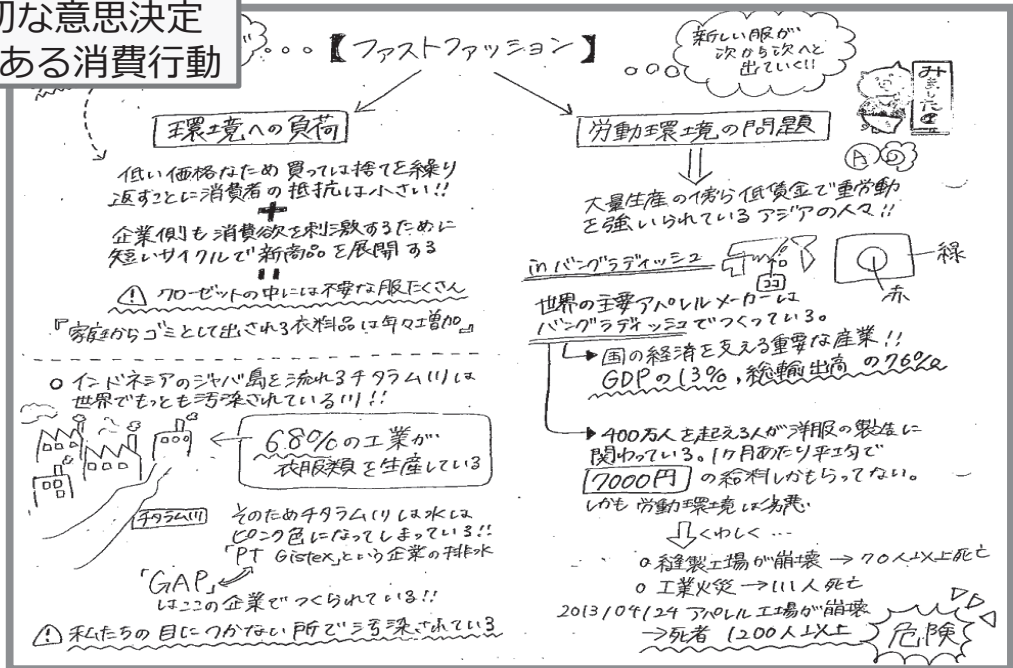 切な意思決定
ある消費行動
【ファストファッション】
新しい服が
次から次へと
出ていく!!
みました
環境への負荷
低い価格なため買っては捨てを繰り
返すことに消費者の抵抗は小さい!!
+
企業側も消費欲を刺激するために
短いサイクルで新商品を展開する
=
⚠ クローゼットの中には不要な服たくさん
『家庭からゴミとして出される衣料品は年々増加』
○ インドネシアのジャバ島を流れるチタラム川は
世界でもっとも汚染されている川!!
68%の工業が
衣服類を生産している
チタラム川
そのためチタラム川は水は
ピンク色になってしまっている!!
「PT Gistex」という企業の排水
「GAP」
はここの企業でつくられている!!
⚠ 私たちの目につかない所で汚染されている
労働環境の問題
大量生産の傍ら低賃金で重労働
を強いられているアジアの人々!!
inバングラディッシュ
ココ
緑
赤
世界の主要アパレルメーカーは
バングラディッシュでつくっている。
国の経済を支える重要な産業!!
GDPの13%,総輸出高の76%
400万人を起える人が洋服の製造に
関わっている。1ヶ月あたり平均で
7000円の給料しかもらってない。
しかも労働環境は劣悪
くわしく…
○ 縫製工場が崩壊→70人以上死亡
○ 工業火災→111人死亡
2013/04/24 アパレル工場が崩壊
→死者 1200人以上
危険